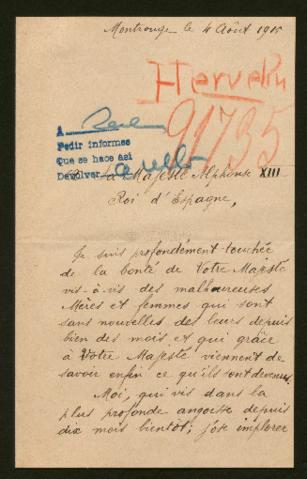 Montrouge le 4 Août 1915
Hervelin
91735
A
Pedir informes
Que se hace así
Devolver
Sa Majesté Alphonse XIII
Roi d'Espagne,
Je suis profondément touchée
de la bonté de Votre Majesté
vis-à-vis des malheureuses
Mères et femmes qui sont
sans nouvelles des leurs depuis
bien des mois et qui grâce
à Votre Majesté viennent de
savoir enfin ce qu'ils sont devenus.
Moi, qui vis dans la
plus profonde angoisse depuis
dix mois bientôt; j'ose implorer